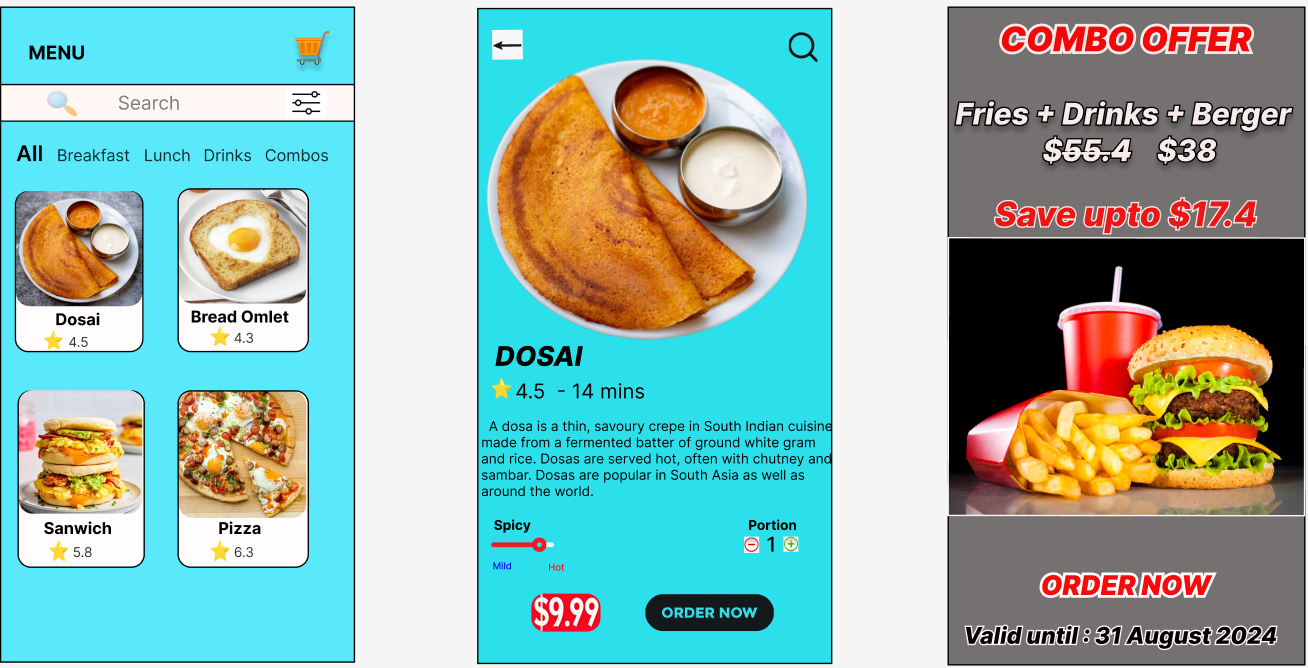 MENU
Search
All Breakfast Lunch Drinks Combos
Dosai
4.5
Bread Omlet
4.3
Sanwich
5.8
Pizza
6.3
DOSAI
4.5 - 14 mins
A dosa is a thin, savoury crepe in South Indian cuisine
made from a fermented batter of ground white gram
and rice. Dosas are served hot, often with chutney and
sambar. Dosas are popular in South Asia as well as
around the world.
Spicy
Mild Hot
Portion
1
$9.99
ORDER NOW
COMBO OFFER
Fries + Drinks + Berger
$55.4 $38
Save upto $17.4
ORDER NOW
Valid until : 31 August 2024